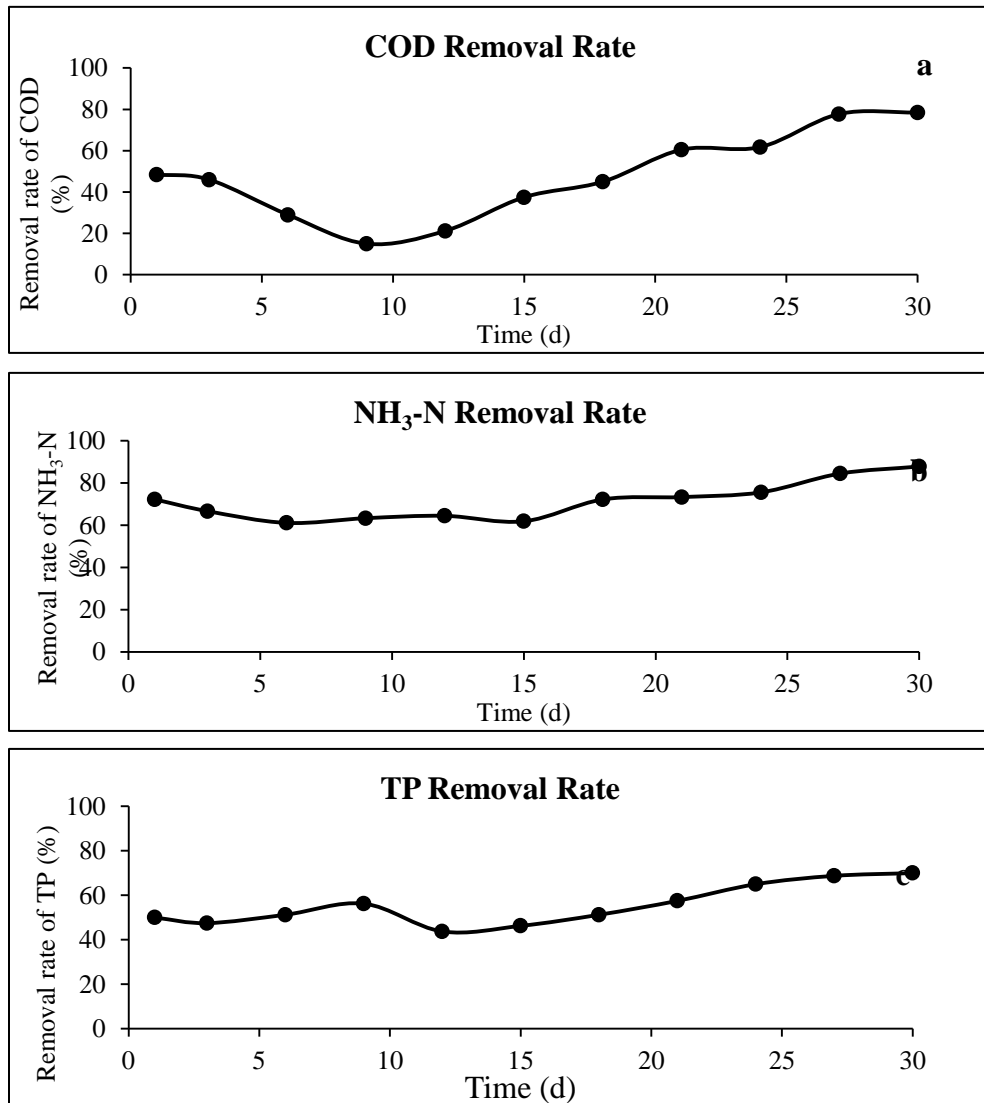 COD Removal Rate
a
Removal rate of COD
(%)
100
80
60
40
20
0
0 5 10 15 20 25 30
Time (d)
NH₃-N Removal Rate
b
Removal rate of NH₃-N
(%)
100
80
60
40
20
0
0 5 10 15 20 25 30
Time (d)
TP Removal Rate
c
Removal rate of TP (%)
100
80
60
40
20
0
0 5 10 15 20 25 30
Time (d)